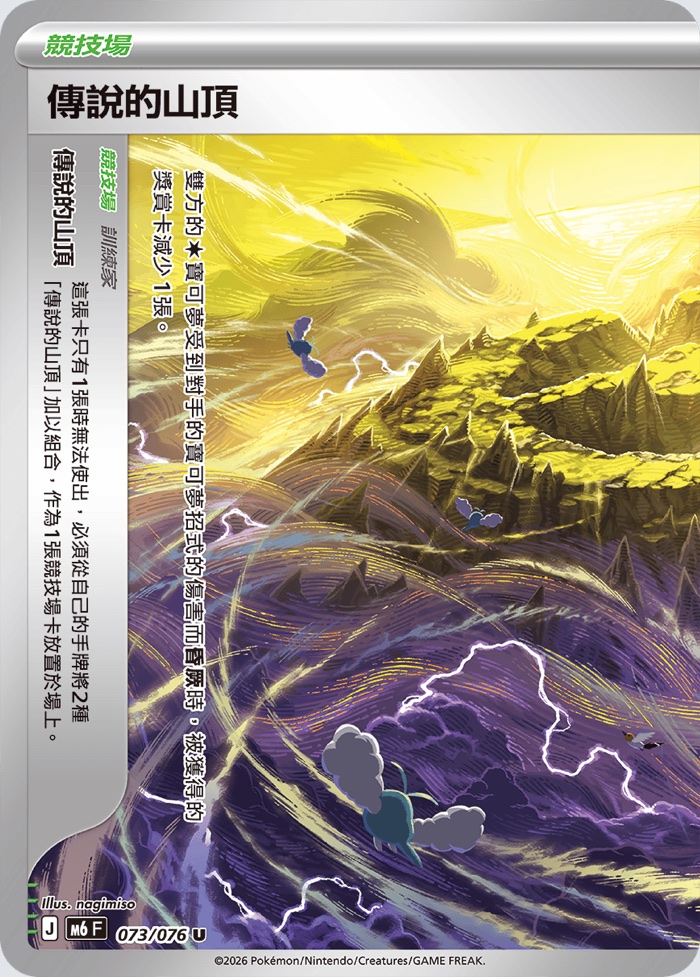 競技場
傳說的山頂
競技場 訓練家
傳說的山頂
這張卡只有1張時無法使出，必須從自己的手牌將2種
「傳說的山頂」加以組合，作為1張競技場卡放置於場上。
雙方的★寶可夢受到對手的寶可夢招式的傷害而昏厥時，被獲得的
獎賞卡減少1張。
Illus. nagimiso
J m6 F 073/076 U
©2026 Pokémon/Nintendo/Creatures/GAME FREAK.